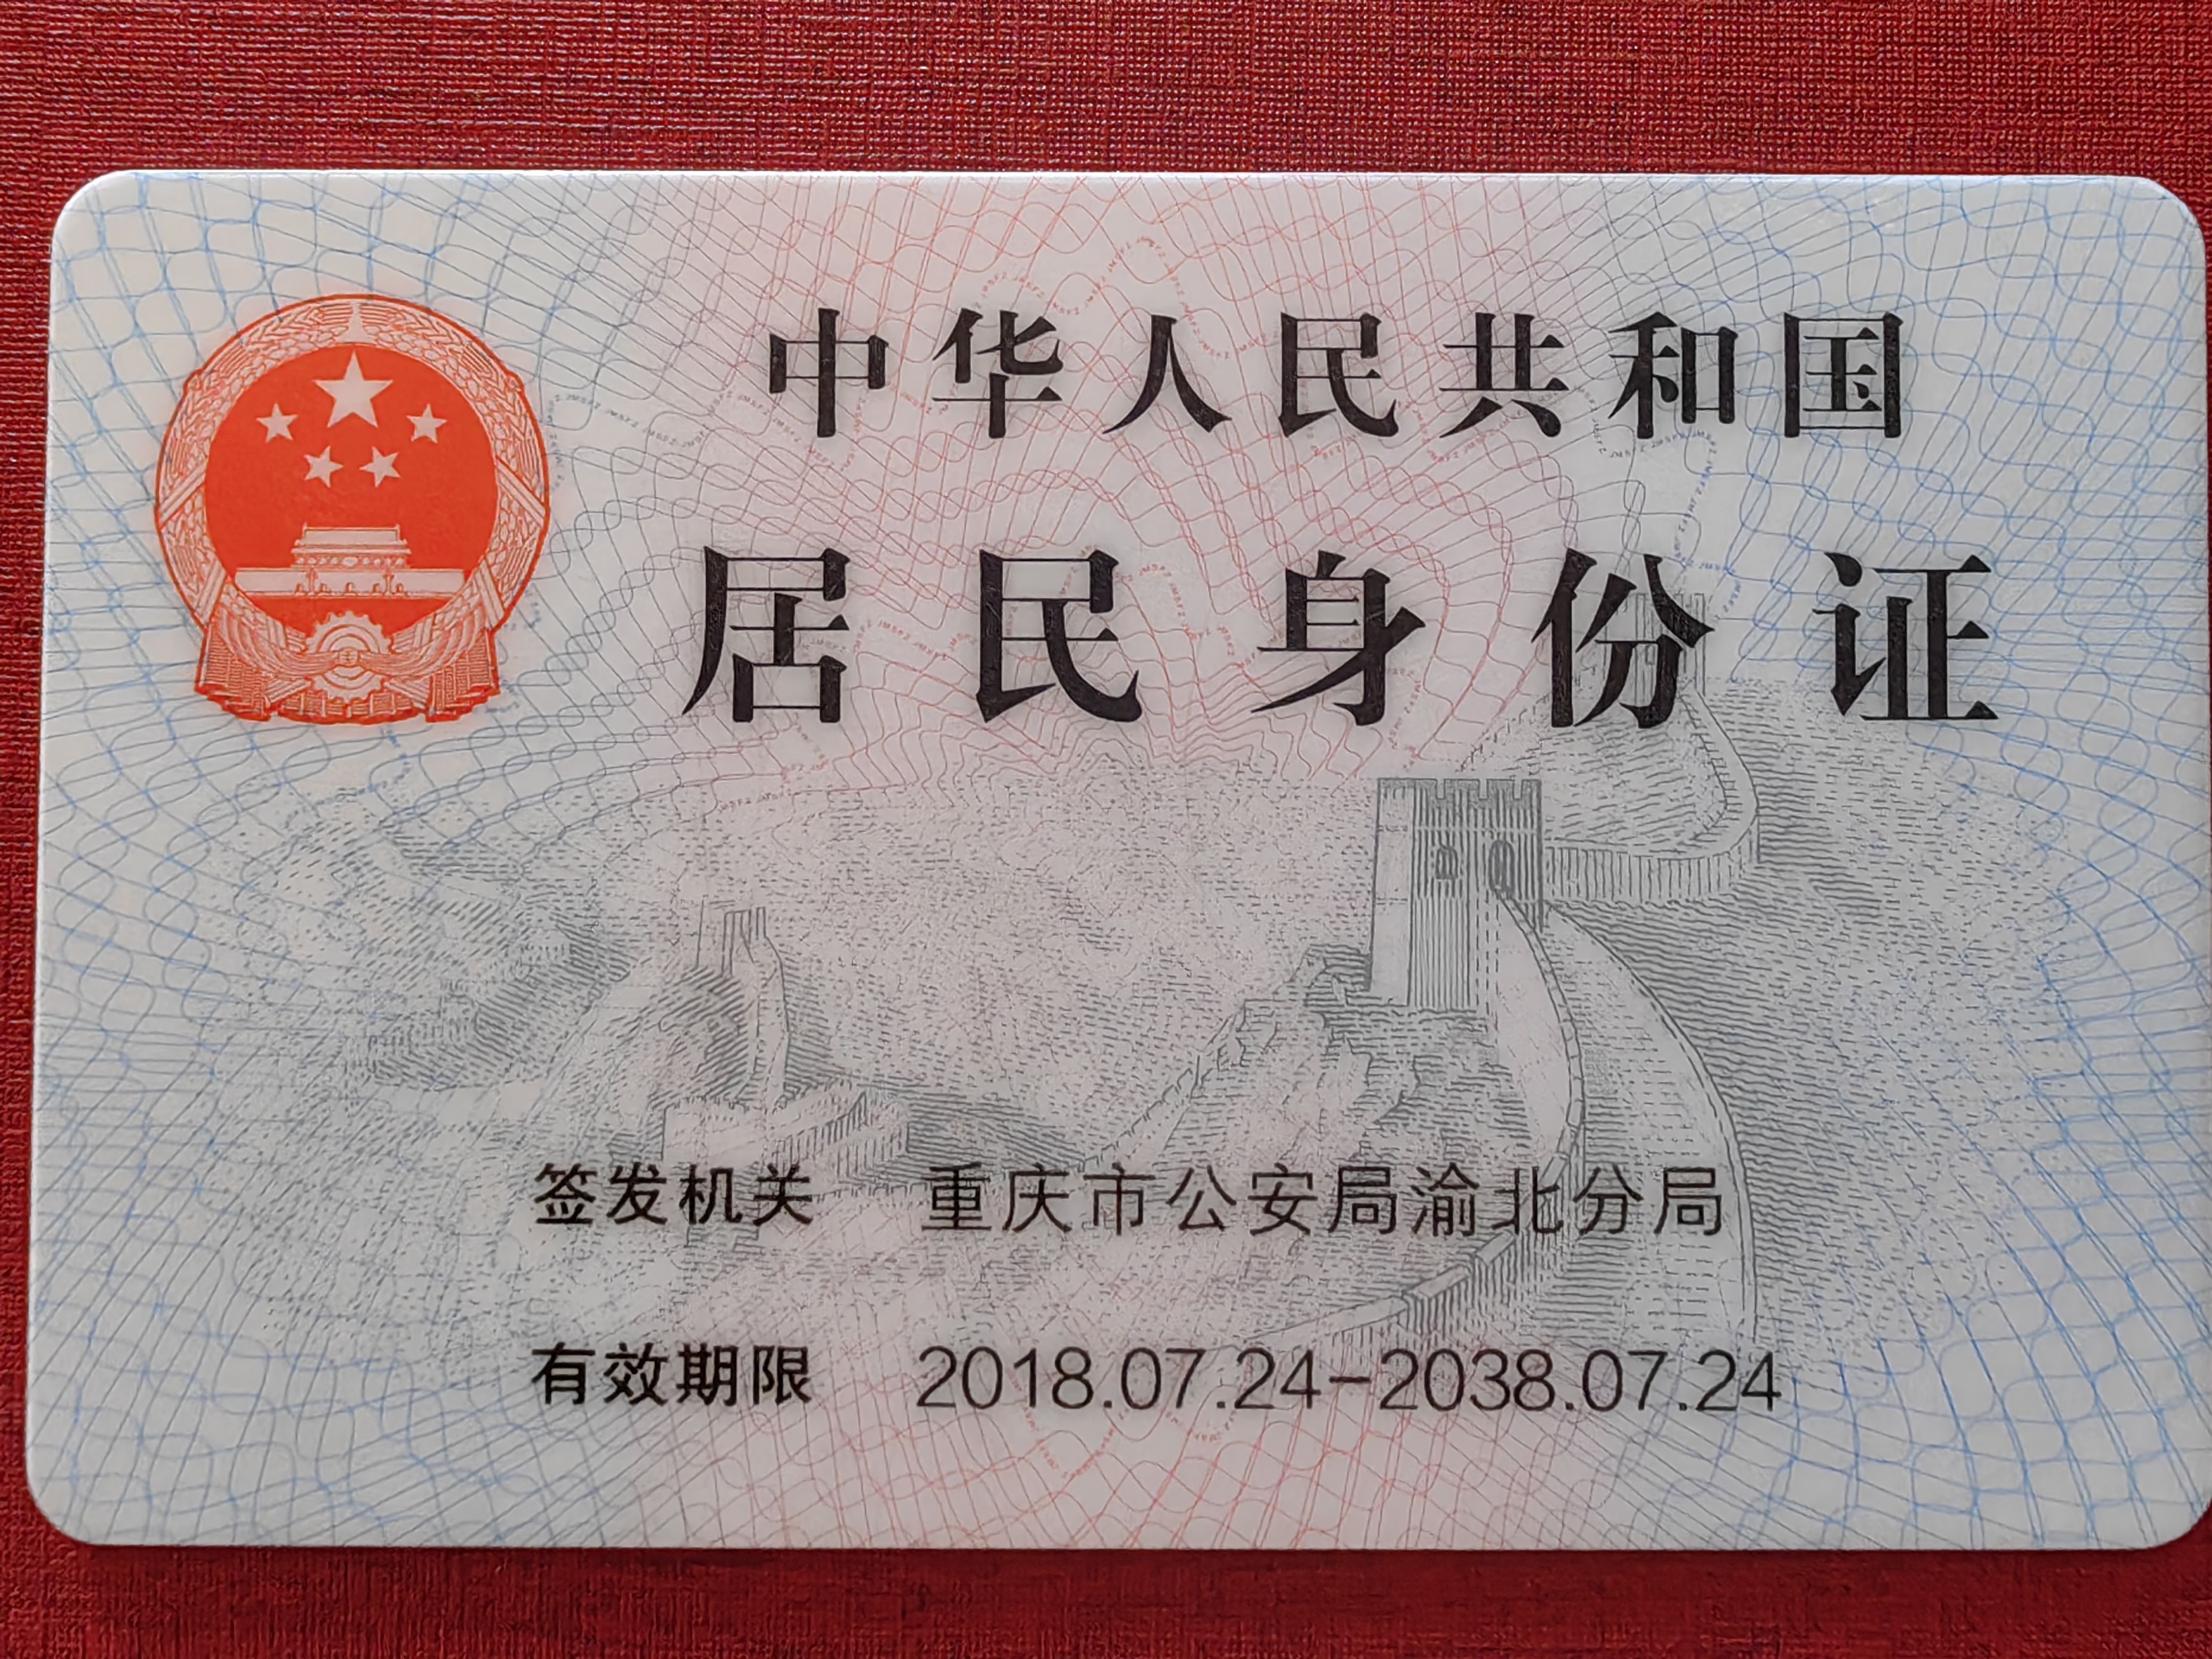 中华人民共和国
居民身份证
签发机关 重庆市公安局渝北分局
有效期限 2018.07.24-2038.07.24